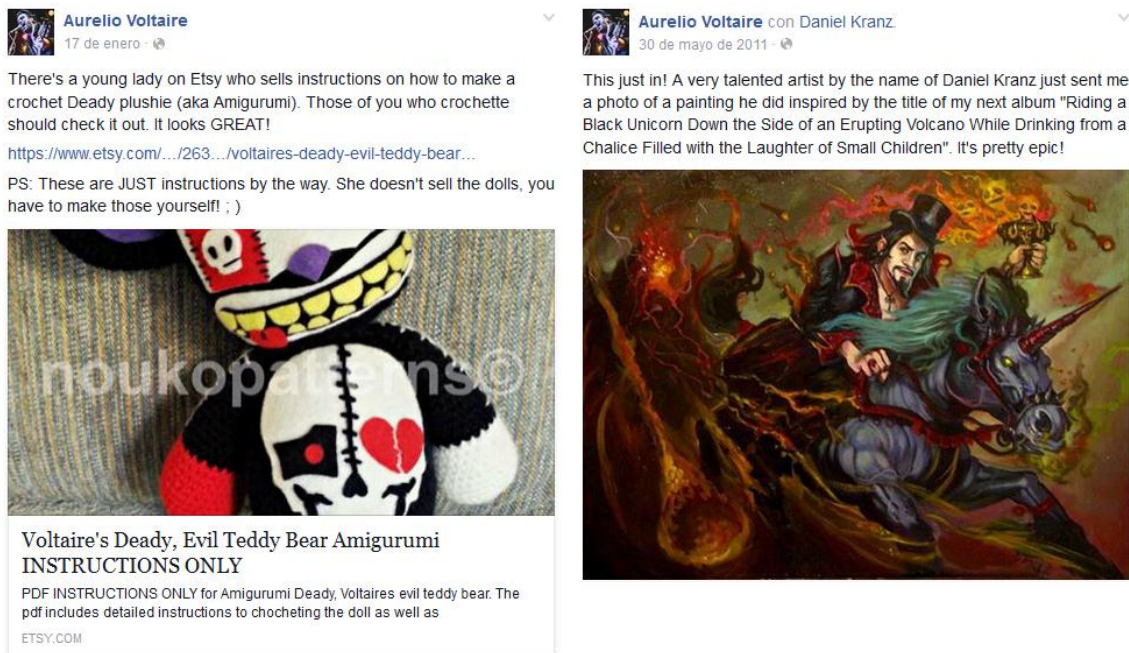 Aurelio Voltaire
17 de enero ·
There's a young lady on Etsy who sells instructions on how to make a
crochet Deady plushie (aka Amigurumi). Those of you who crochette
should check it out. It looks GREAT!
https://www.etsy.com/…/263…/voltaires-deady-evil-teddy-bear…
PS: These are JUST instructions by the way. She doesn't sell the dolls, you
have to make those yourself! ; )
noukopatterns©
Voltaire's Deady, Evil Teddy Bear Amigurumi
INSTRUCTIONS ONLY
PDF INSTRUCTIONS ONLY for Amigurumi Deady, Voltaires evil teddy bear. The
pdf includes detailed instructions to chocheting the doll as well as
ETSY.COM
Aurelio Voltaire con Daniel Kranz.
30 de mayo de 2011 ·
This just in! A very talented artist by the name of Daniel Kranz just sent me
a photo of a painting he did inspired by the title of my next album "Riding a
Black Unicorn Down the Side of an Erupting Volcano While Drinking from a
Chalice Filled with the Laughter of Small Children". It's pretty epic!